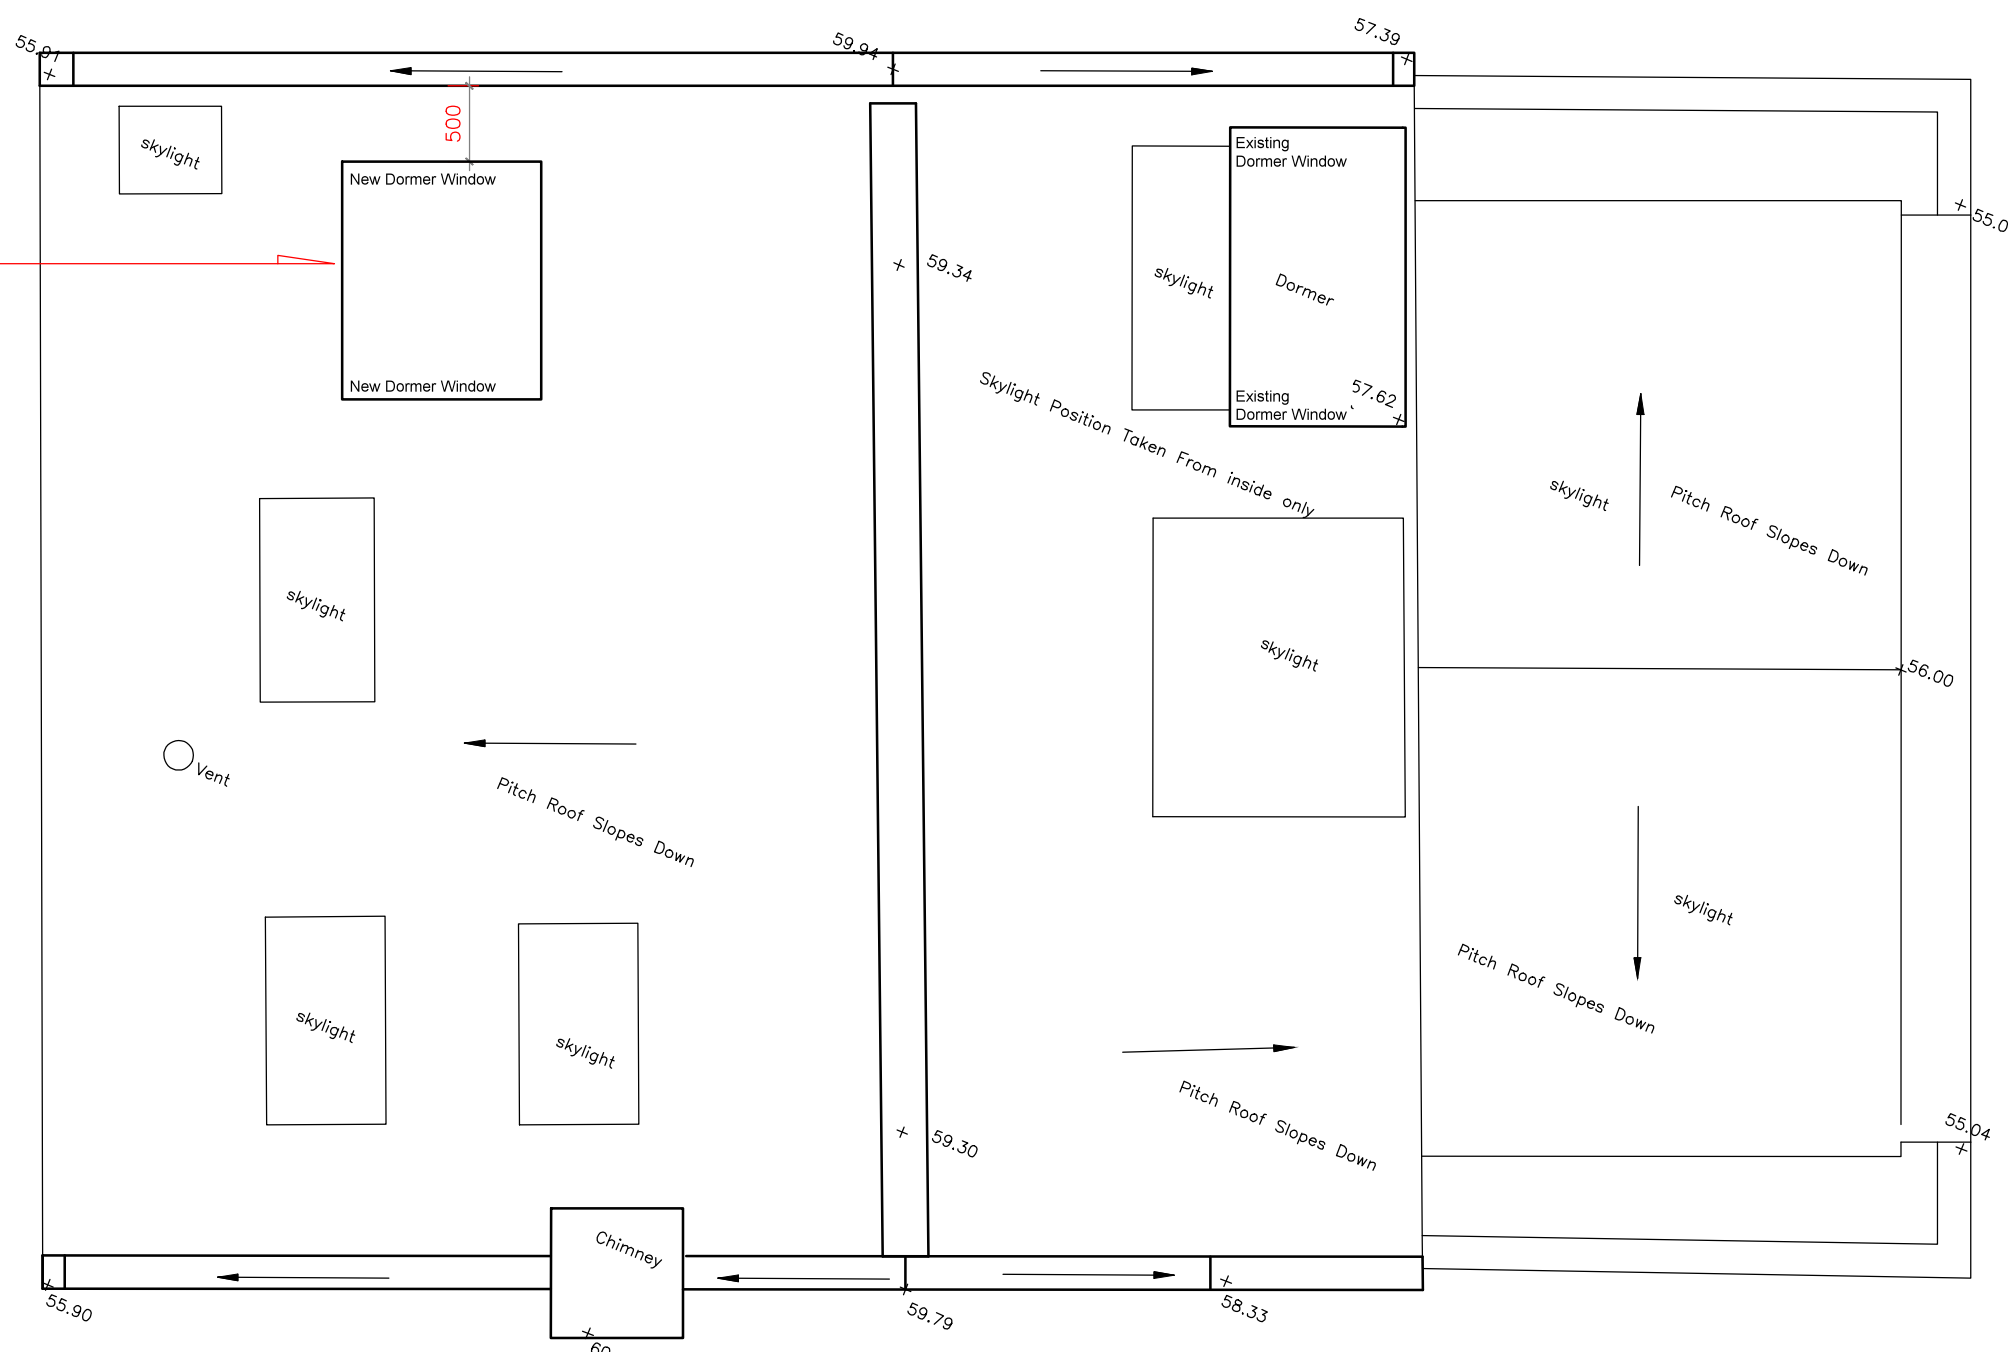 55.91
59.94
57.39
skylight
500
New Dormer Window
Existing
Dormer Window
55.0
59.34
skylight
Dormer
New Dormer Window
Skylight Position Taken From inside only
57.62
Existing
Dormer Window
skylight
Pitch Roof Slopes Down
skylight
skylight
56.00
Vent
Pitch Roof Slopes Down
skylight
Pitch Roof Slopes Down
skylight
skylight
Pitch Roof Slopes Down
59.30
55.04
Chimney
55.90
59.79
58.33